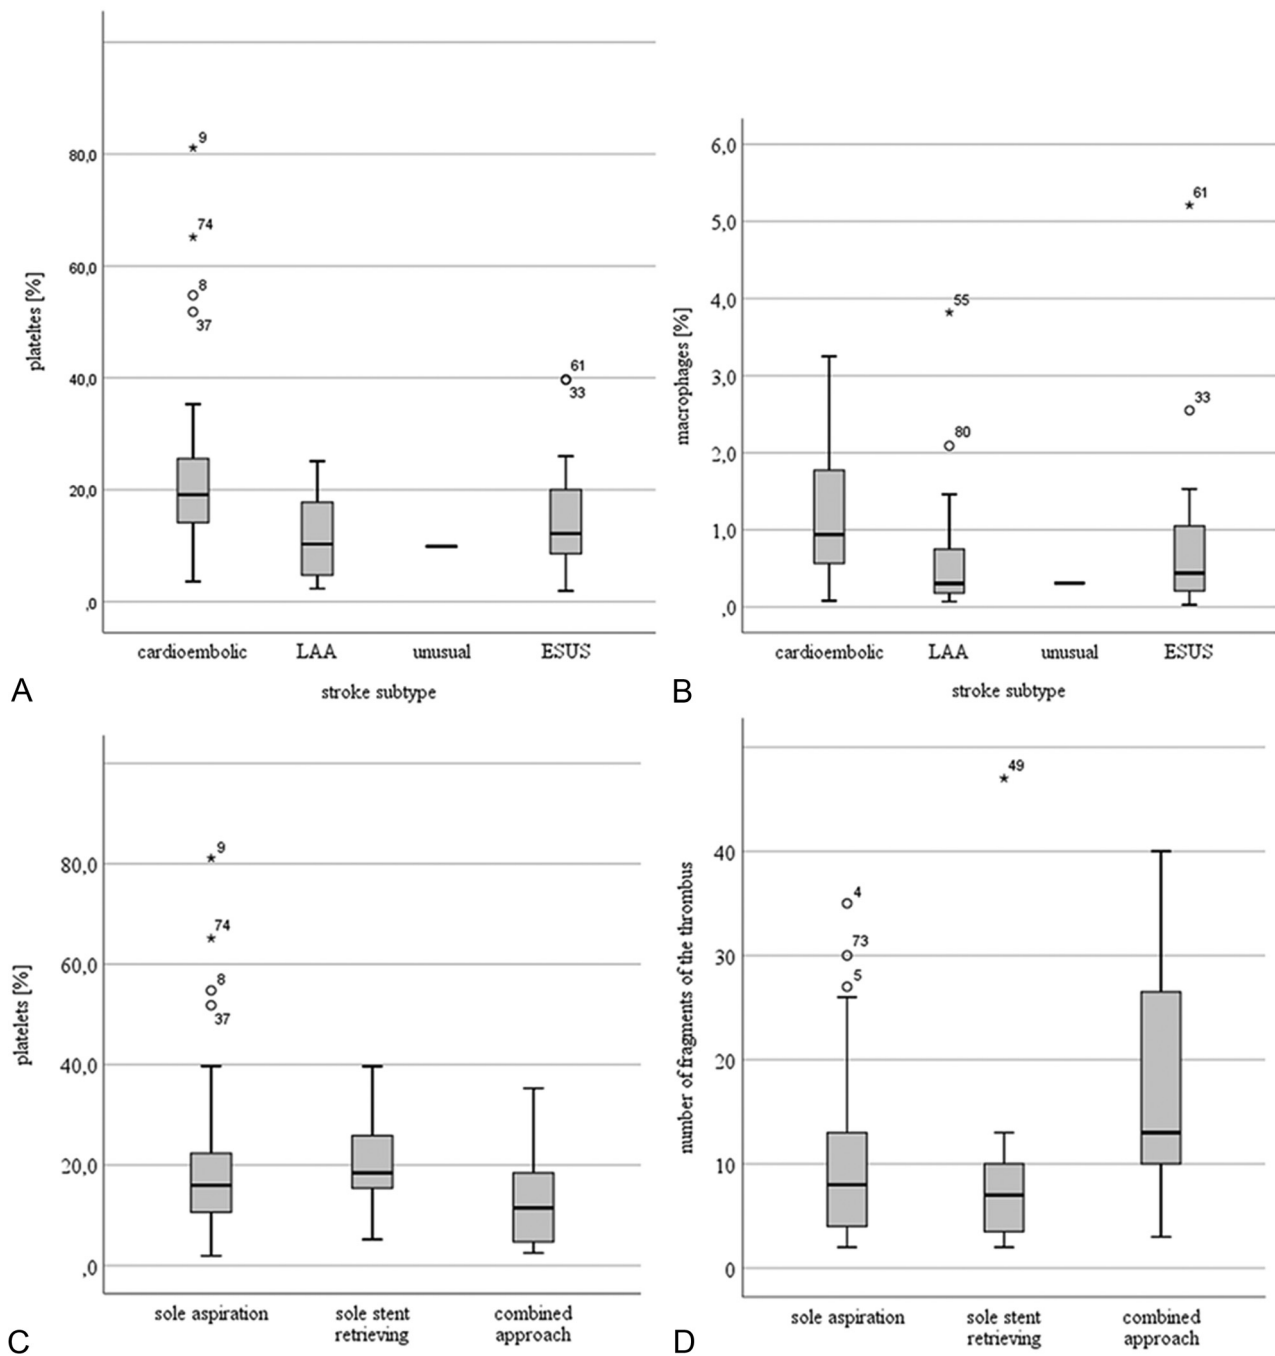 9
80,0
74
60,0
8
37
plateltes [%]
40,0
61
33
20,0
,0
cardioembolic LAA unusual ESUS
A
stroke subtype
6,0
61
5,0
55
4,0
macrophages [%]
3,0
33
80
2,0
1,0
,0
cardioembolic LAA unusual ESUS
B
stroke subtype
9
80,0
74
60,0
8
37
platelets [%]
40,0
20,0
,0
sole aspiration sole stent combined
retrieving approach
C
49
40
4
73
30
5
number of fragments of the thrombus
20
10
0
sole aspiration sole stent combined
retrieving approach
D